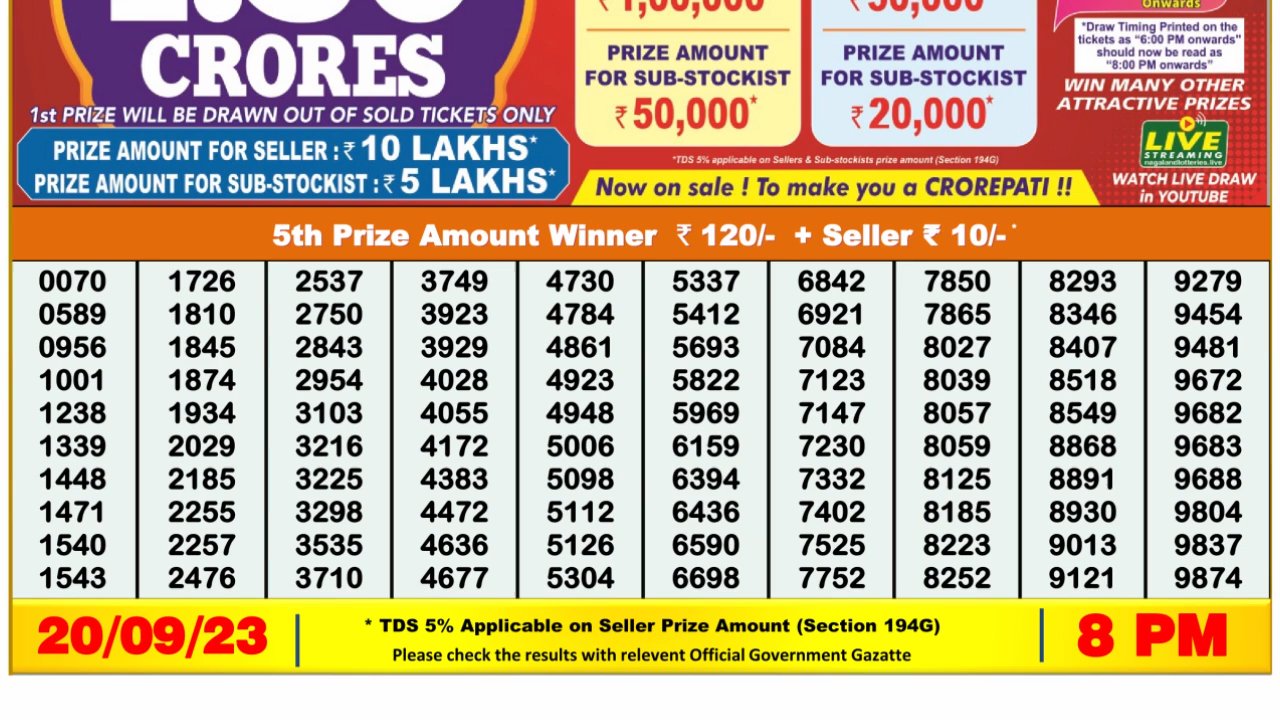 CRORES
1st PRIZE WILL BE DRAWN OUT OF SOLD TICKETS ONLY
PRIZE AMOUNT FOR SELLER : ₹ 10 LAKHS*
PRIZE AMOUNT FOR SUB-STOCKIST : ₹ 5 LAKHS*
PRIZE AMOUNT
FOR SUB-STOCKIST
₹ 50,000*
PRIZE AMOUNT
FOR SUB-STOCKIST
₹ 20,000*
*TDS 5% applicable on Sellers & Sub-stockists prize amount (Section 194G)
Now on sale ! To make you a CROREPATI !!
Onwards
*Draw Timing Printed on the
tickets as “6:00 PM onwards”
should now be read as
“8:00 PM onwards”
WIN MANY OTHER
ATTRACTIVE PRIZES
LIVE
STREAMING
nagalandlotteries.live
WATCH LIVE DRAW
in YOUTUBE
5th Prize Amount Winner ₹ 120/- + Seller ₹ 10/-*
0070 1726 2537 3749 4730 5337 6842 7850 8293 9279
0589 1810 2750 3923 4784 5412 6921 7865 8346 9454
0956 1845 2843 3929 4861 5693 7084 8027 8407 9481
1001 1874 2954 4028 4923 5822 7123 8039 8518 9672
1238 1934 3103 4055 4948 5969 7147 8057 8549 9682
1339 2029 3216 4172 5006 6159 7230 8059 8868 9683
1448 2185 3225 4383 5098 6394 7332 8125 8891 9688
1471 2255 3298 4472 5112 6436 7402 8185 8930 9804
1540 2257 3535 4636 5126 6590 7525 8223 9013 9837
1543 2476 3710 4677 5304 6698 7752 8252 9121 9874
20/09/23
* TDS 5% Applicable on Seller Prize Amount (Section 194G)
Please check the results with relevent Official Government Gazatte
8 PM